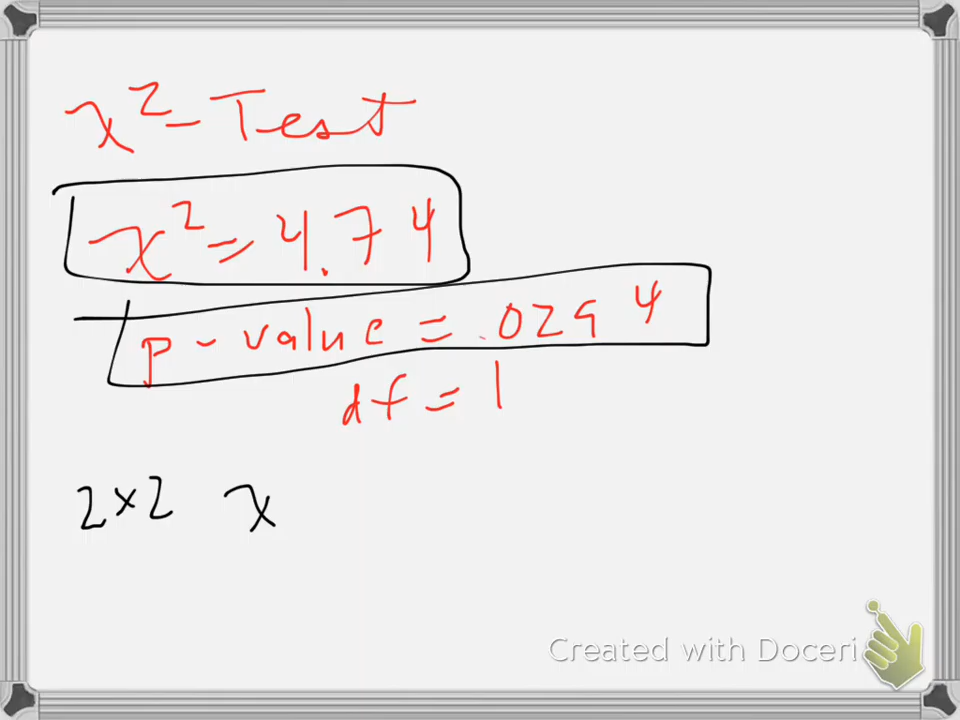 χ²-Test
χ² = 4.74
p-value = .0294
df = 1
2×2 χ
Created with Doceri